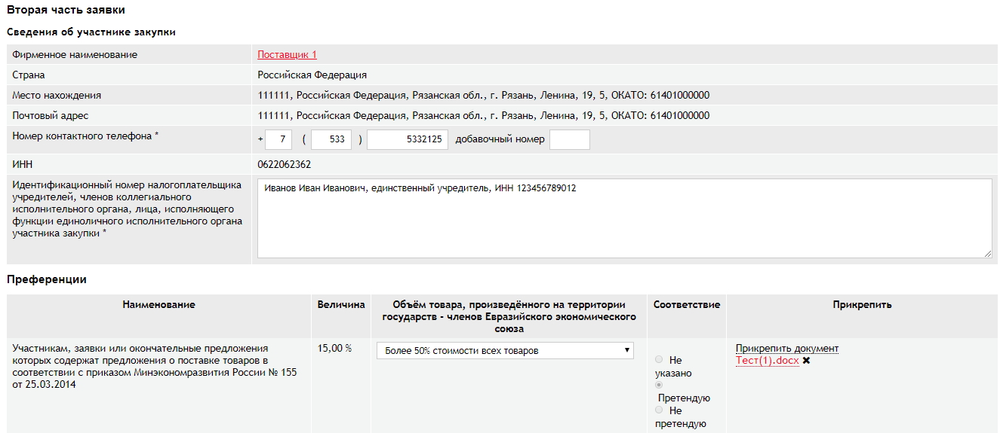 Вторая часть заявки
Сведения об участнике закупки
Фирменное наименование
Поставщик 1
Страна
Российская Федерация
Место нахождения
111111, Российская Федерация, Рязанская обл., г. Рязань, Ленина, 19, 5, ОКАТО: 61401000000
Почтовый адрес
111111, Российская Федерация, Рязанская обл., г. Рязань, Ленина, 19, 5, ОКАТО: 61401000000
Номер контактного телефона *
+ 7 ( 533 ) 5332125 добавочный номер
ИНН
0622062362
Идентификационный номер налогоплательщика
учредителей, членов коллегиального
исполнительного органа, лица, исполняющего
функции единоличного исполнительного органа
участника закупки *
Иванов Иван Иванович, единственный учредитель, ИНН 123456789012
Преференции
Наименование
Величина
Объём товара, произведённого на территории
государств - членов Евразийского экономического
союза
Соответствие
Прикрепить
Участникам, заявки или окончательные предложения
которых содержат предложения о поставке товаров в
соответствии с приказом Минэкономразвития России № 155
от 25.03.2014
15,00 %
Более 50% стоимости всех товаров
Не
указано
Претендую
Не
претендую
Прикрепить документ
Тест(1).docx